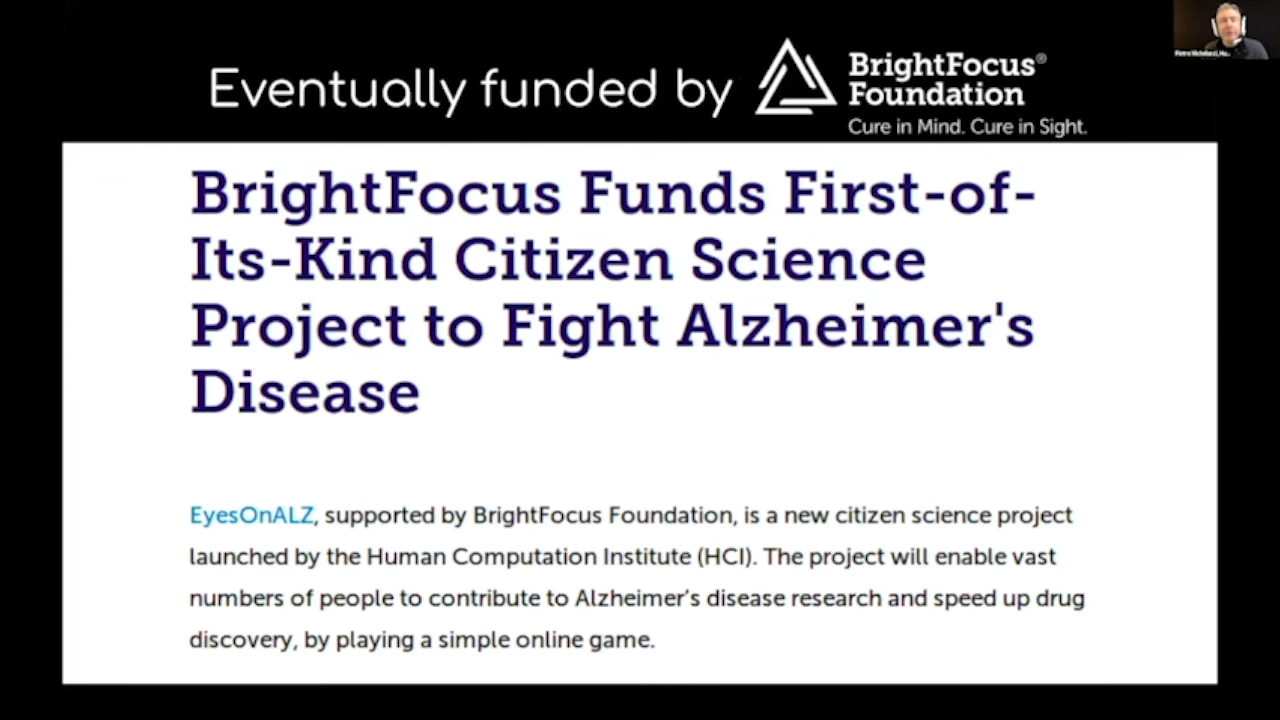 Eventually funded by
BrightFocus®
Foundation
Cure in Mind. Cure in Sight.
BrightFocus Funds First-of-
Its-Kind Citizen Science
Project to Fight Alzheimer's
Disease
EyesOnALZ, supported by BrightFocus Foundation, is a new citizen science project
launched by the Human Computation Institute (HCI). The project will enable vast
numbers of people to contribute to Alzheimer’s disease research and speed up drug
discovery, by playing a simple online game.